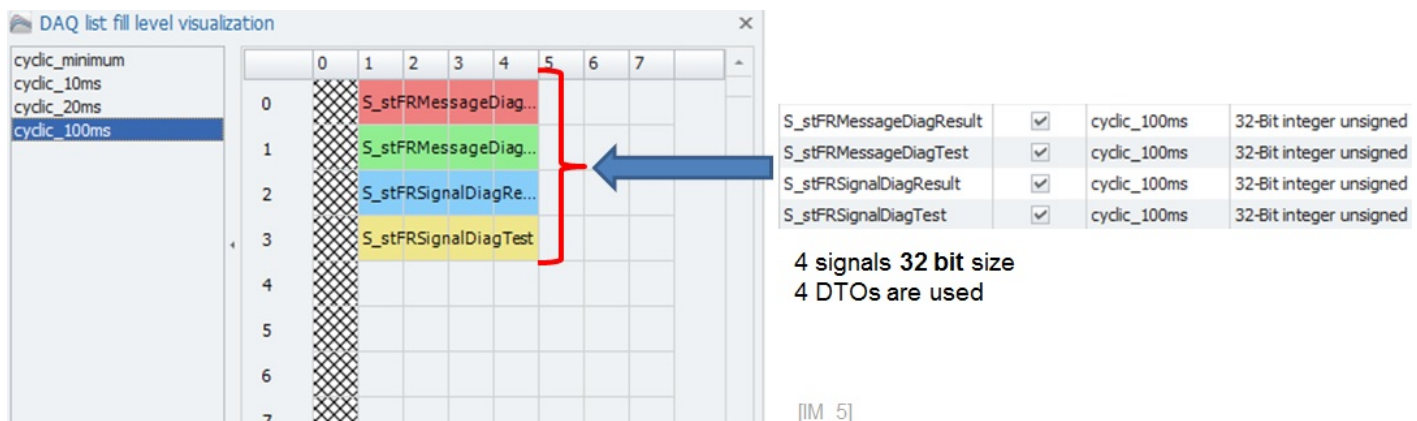 DAQ list fill level visualization
cyclic_minimum
cyclic_10ms
cyclic_20ms
cyclic_100ms
0 1 2 3 4 5 6 7
0 S_stFRMessageDiag...
1 S_stFRMessageDiag...
2 S_stFRSignalDiagRe...
3 S_stFRSignalDiagTest
4
5
6
7
S_stFRMessageDiagResult cyclic_100ms 32-Bit integer unsigned
S_stFRMessageDiagTest cyclic_100ms 32-Bit integer unsigned
S_stFRSignalDiagResult cyclic_100ms 32-Bit integer unsigned
S_stFRSignalDiagTest cyclic_100ms 32-Bit integer unsigned
4 signals 32 bit size
4 DTOs are used
[IM 5]